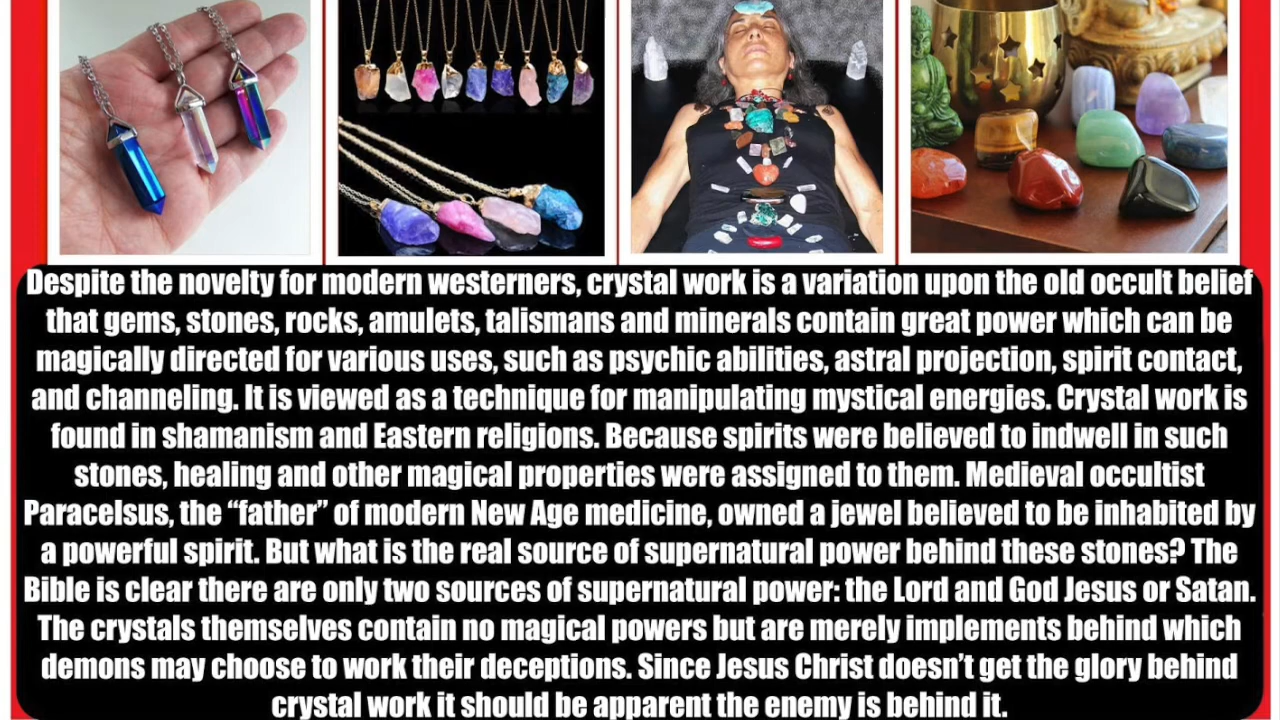 Despite the novelty for modern westerners, crystal work is a variation upon the old occult belief
that gems, stones, rocks, amulets, talismans and minerals contain great power which can be
magically directed for various uses, such as psychic abilities, astral projection, spirit contact,
and channeling. It is viewed as a technique for manipulating mystical energies. Crystal work is
found in shamanism and Eastern religions. Because spirits were believed to indwell in such
stones, healing and other magical properties were assigned to them. Medieval occultist
Paracelsus, the “father” of modern New Age medicine, owned a jewel believed to be inhabited by
a powerful spirit. But what is the real source of supernatural power behind these stones? The
Bible is clear there are only two sources of supernatural power: the Lord and God Jesus or Satan.
The crystals themselves contain no magical powers but are merely implements behind which
demons may choose to work their deceptions. Since Jesus Christ doesn’t get the glory behind
crystal work it should be apparent the enemy is behind it.